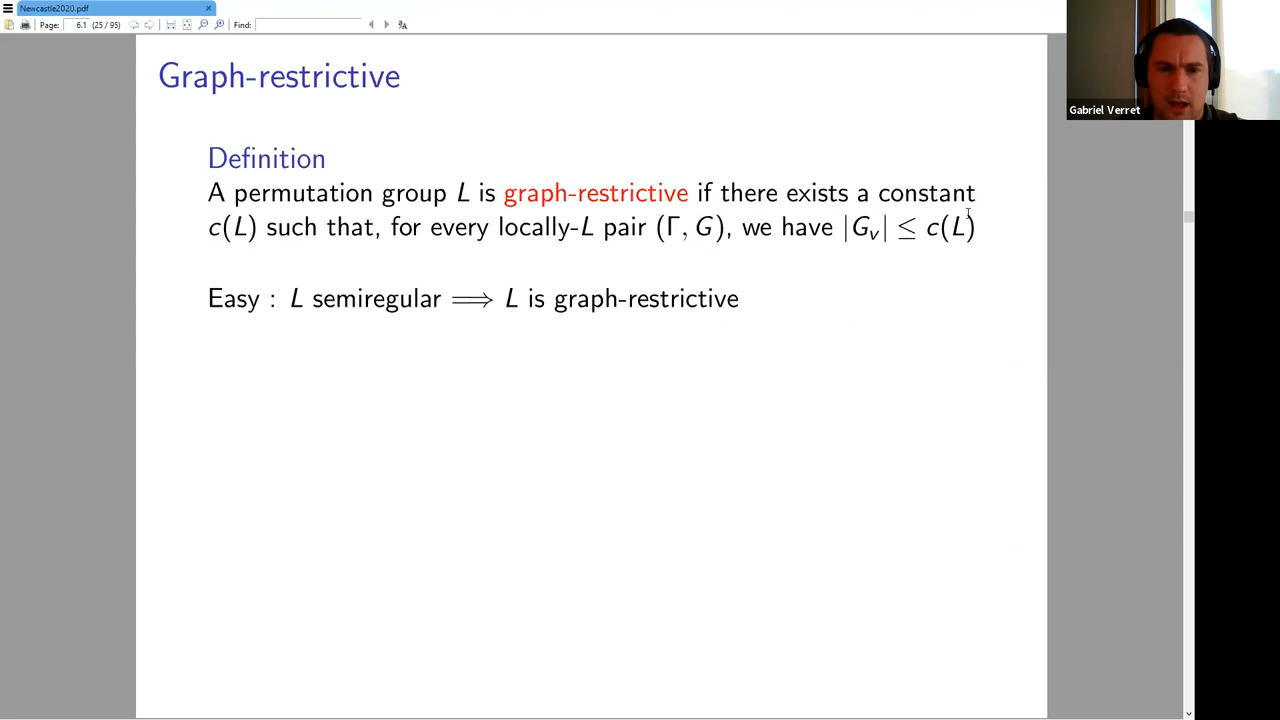 Newcastle2020.pdf
Page: 6.1 (25 / 95) Find:
Gabriel Verret
Graph-restrictive
Definition
A permutation group L is graph-restrictive if there exists a constant
c(L) such that, for every locally-L pair (Γ, G), we have |G_v| ≤ c(L)
Easy : L semiregular ⟹ L is graph-restrictive